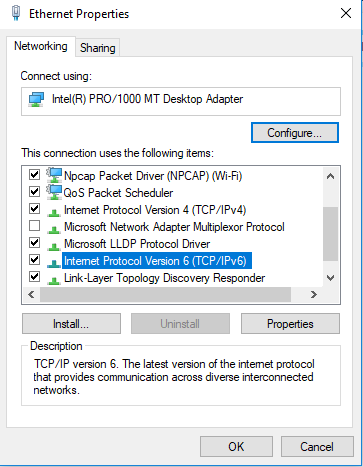 Ethernet Properties
Networking
Sharing
Connect using:
Intel(R) PRO/1000 MT Desktop Adapter
Configure...
This connection uses the following items:
Npcap Packet Driver (NPCAP) (Wi-Fi)
QoS Packet Scheduler
Internet Protocol Version 4 (TCP/IPv4)
Microsoft Network Adapter Multiplexor Protocol
Microsoft LLDP Protocol Driver
Internet Protocol Version 6 (TCP/IPv6)
Link-Layer Topology Discovery Responder
Install...
Uninstall
Properties
Description
TCP/IP version 6. The latest version of the internet protocol
that provides communication across diverse interconnected
networks.
OK
Cancel